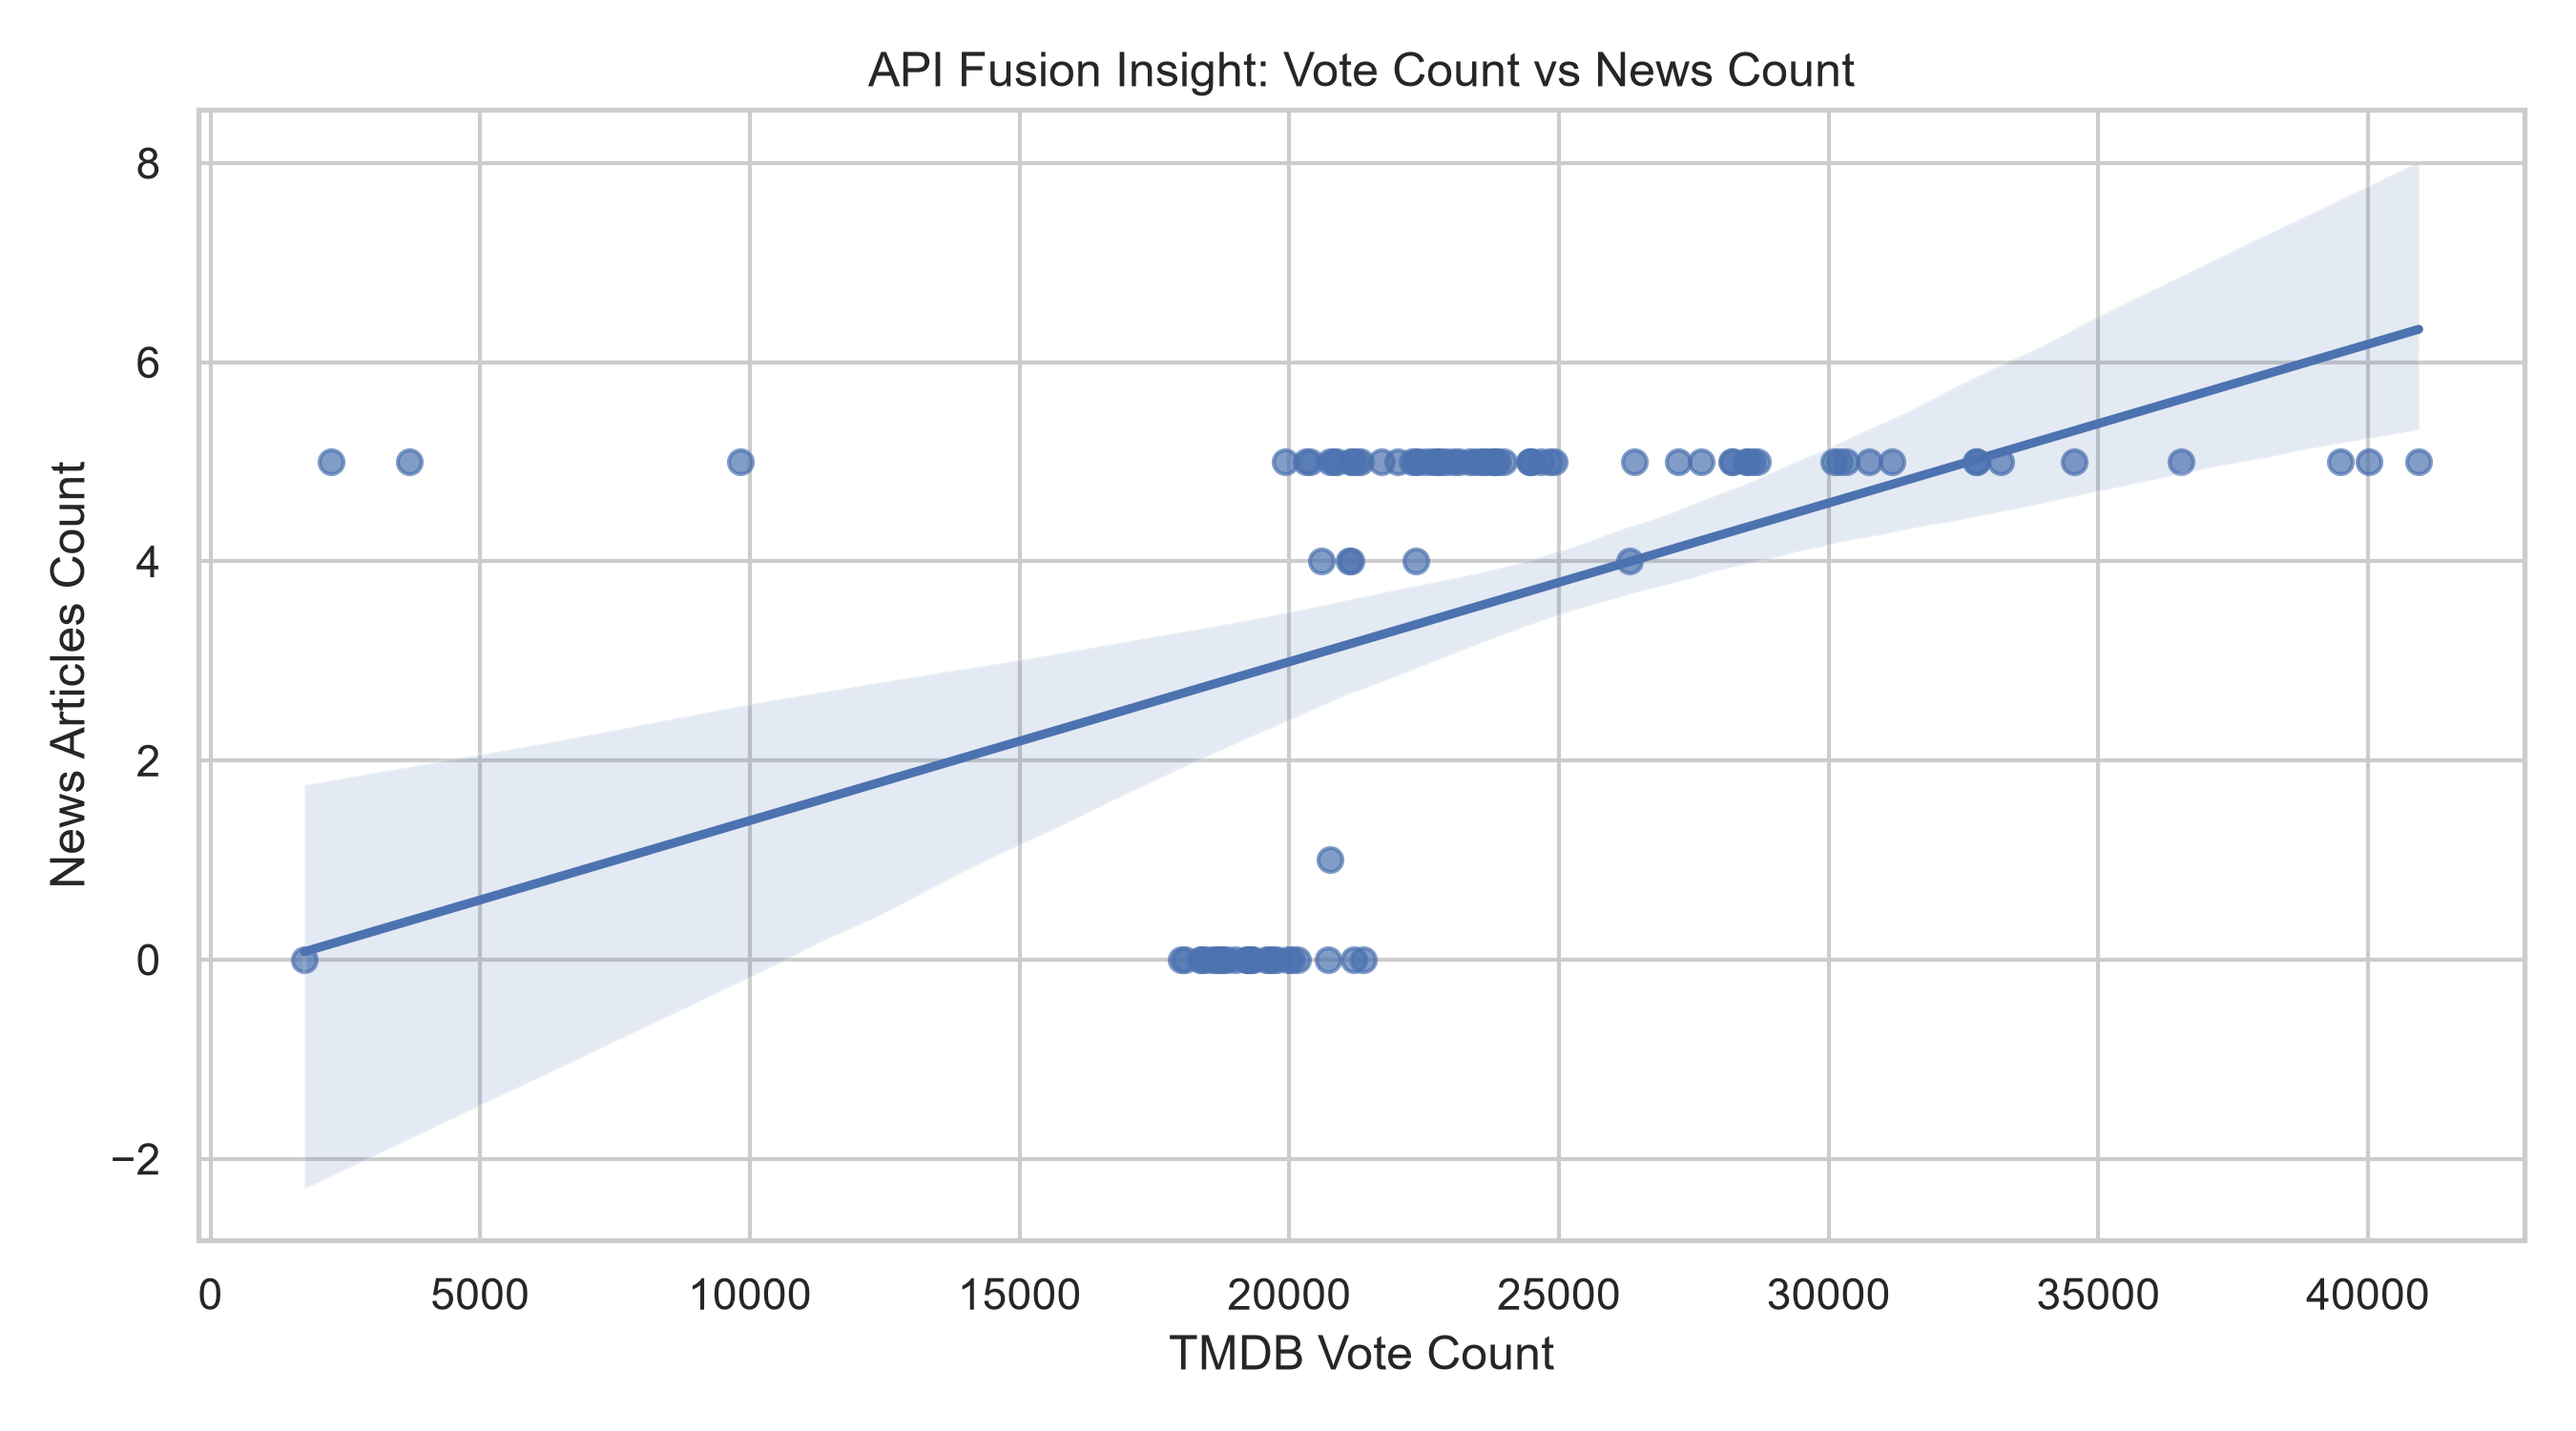 API Fusion Insight: Vote Count vs News Count
8
6
4
2
0
−2
News Articles Count
0 5000 10000 15000 20000 25000 30000 35000 40000
TMDB Vote Count